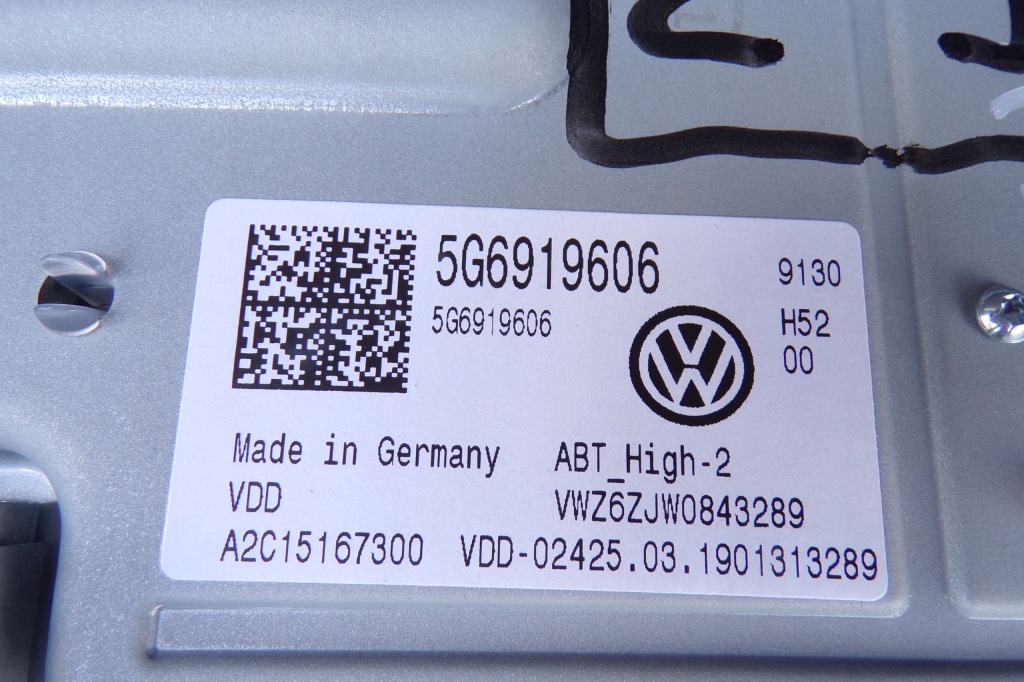 5G6919606
5G6919606
9130
H52
00
Made in Germany
ABT_High-2
VDD
VWZ6ZJW0843289
A2C15167300 VDD-02425.03.1901313289